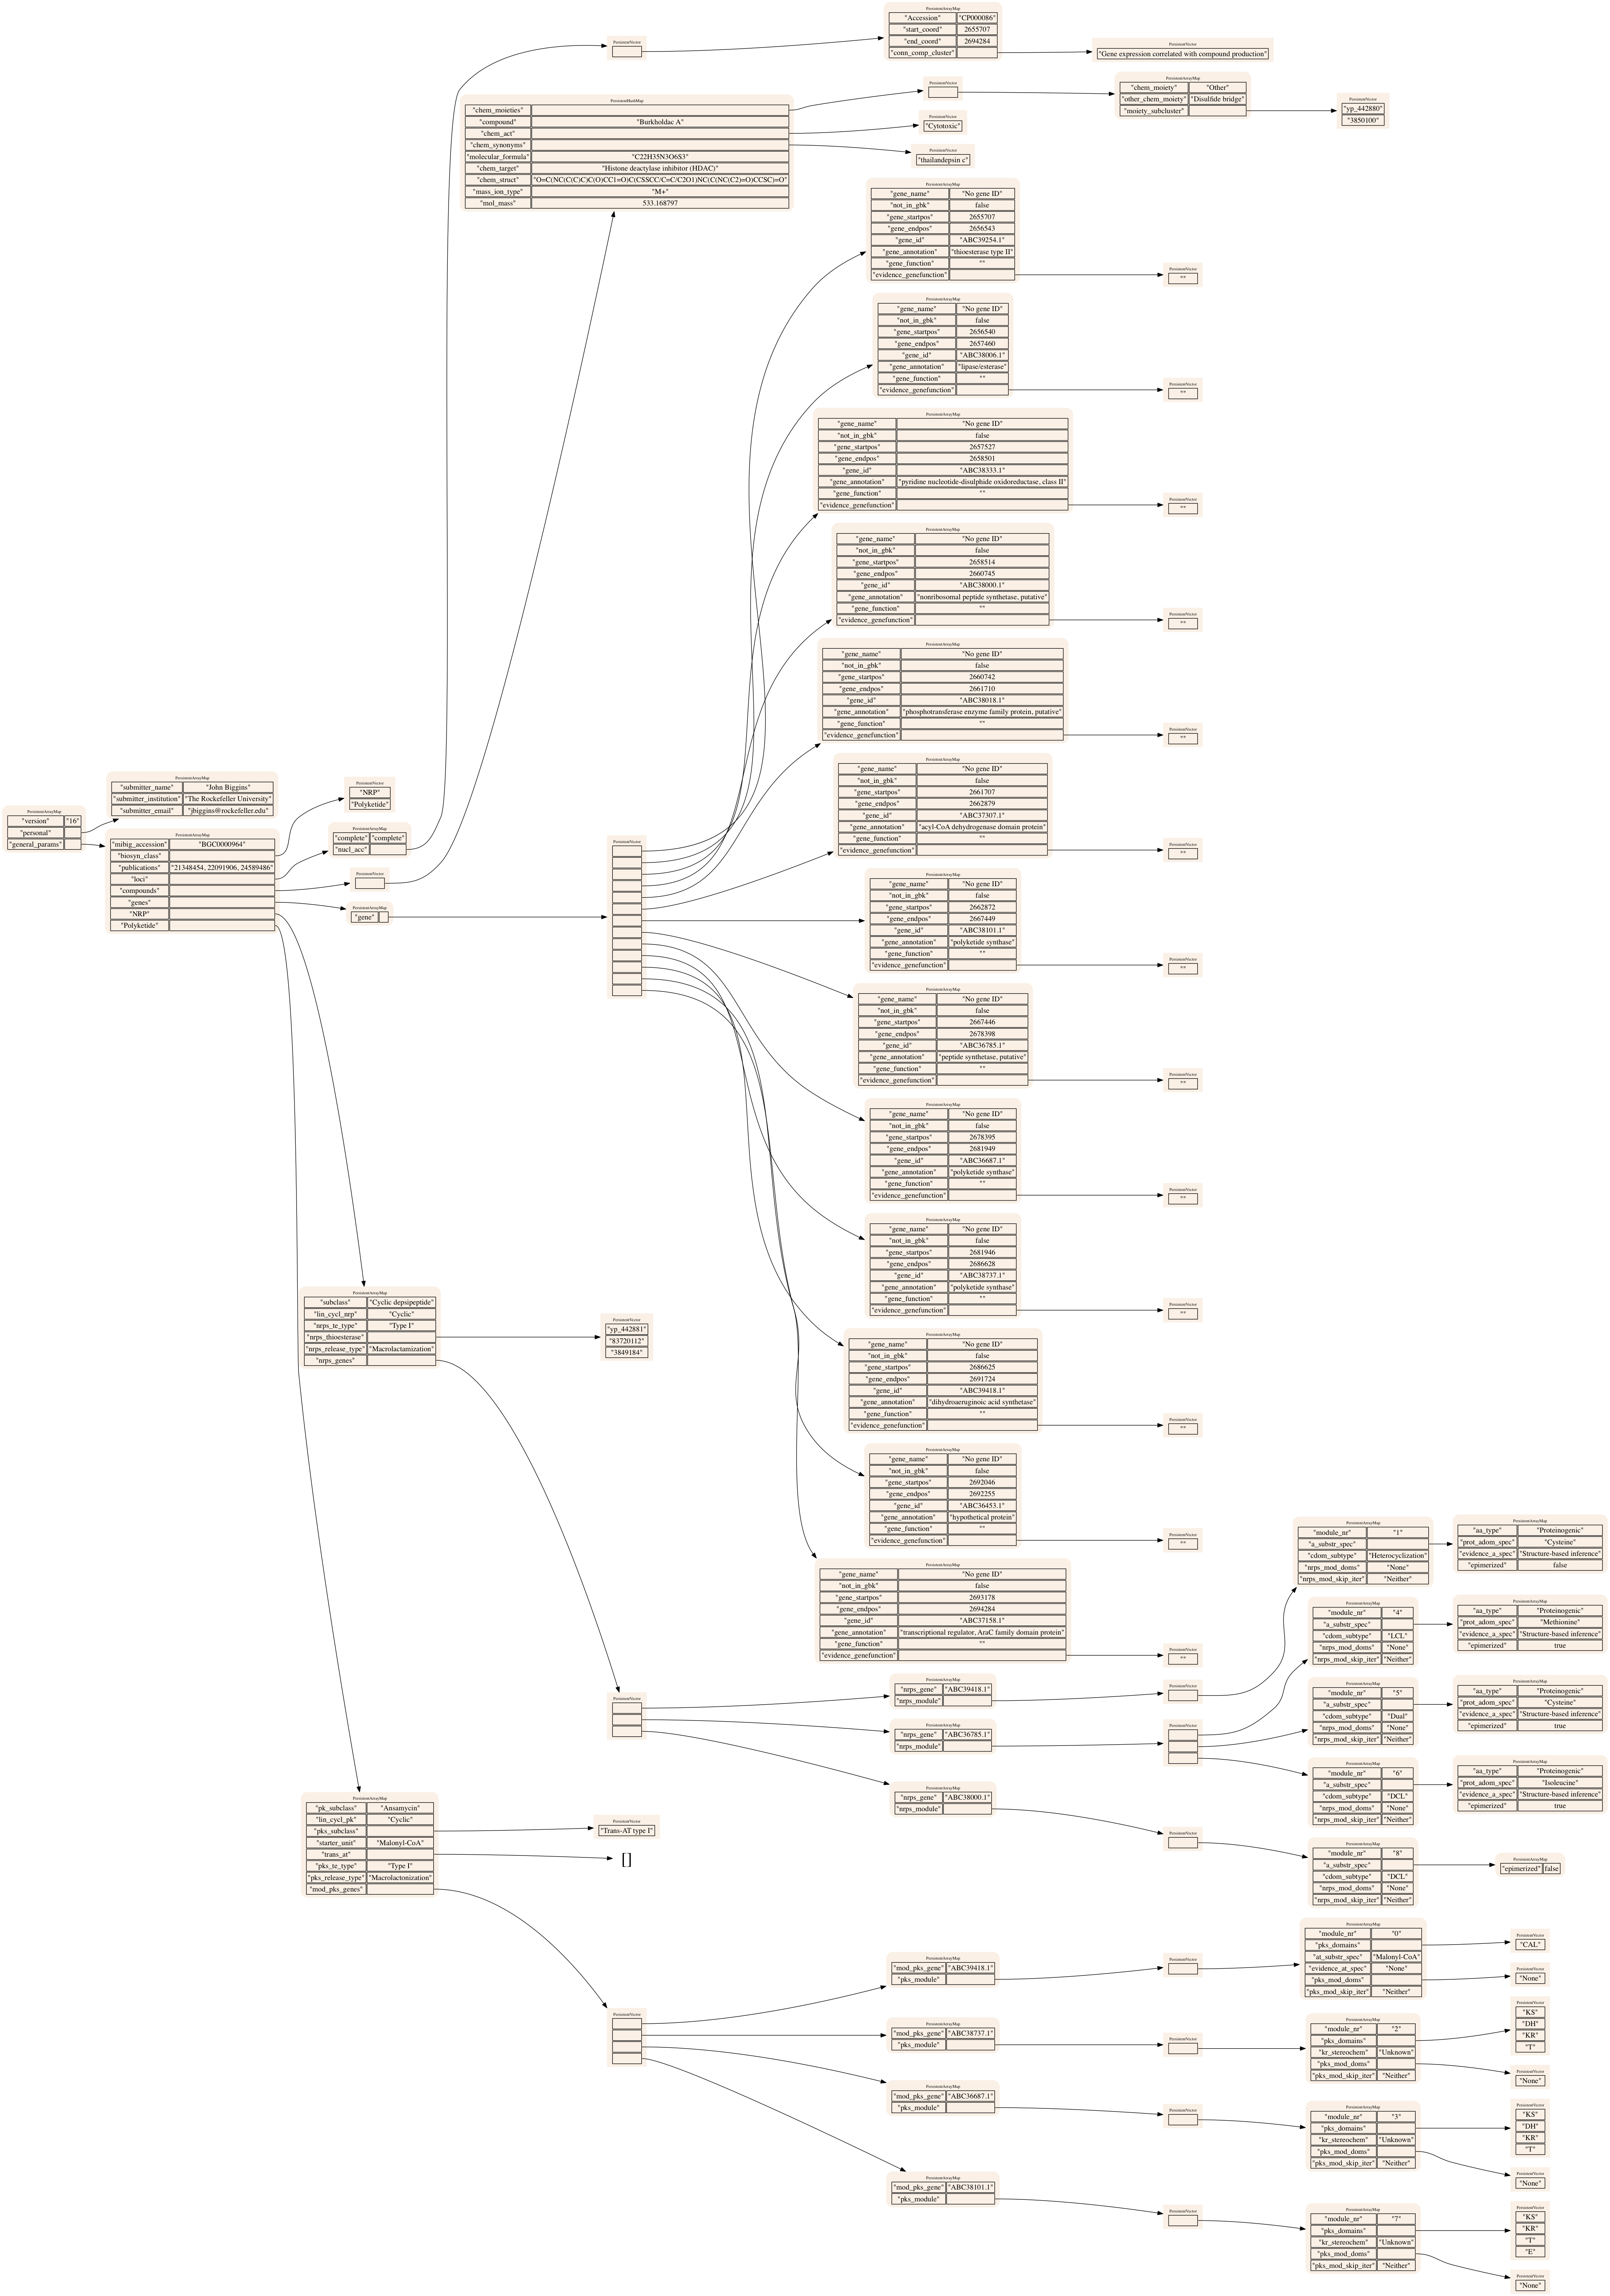 PersistentArrayMap
"version" "16"
"personal"
"general_params"
PersistentArrayMap
"submitter_name" "John Biggins"
"submitter_institution" "The Rockefeller University"
"submitter_email" "jbiggins@rockefeller.edu"
PersistentArrayMap
"mibig_accession" "BGC0000964"
"biosyn_class"
"publications" "21348454, 22091906, 24589486"
"loci"
"compounds"
"genes"
"NRP"
"Polyketide"
PersistentVector
"NRP"
"Polyketide"
PersistentArrayMap
"complete" "complete"
"nucl_acc"
PersistentVector
PersistentArrayMap
"gene"
PersistentVector
PersistentArrayMap
"Accession" "CP000086"
"start_coord" 2655707
"end_coord" 2694284
"conn_comp_cluster"
PersistentVector
"Gene expression correlated with compound production"
PersistentHashMap
"chem_moieties"
"compound" "Burkholdac A"
"chem_act"
"chem_synonyms"
"molecular_formula" "C22H35N3O6S3"
"chem_target" "Histone deactylase inhibitor (HDAC)"
"chem_struct" "O=C(NC(C(C)C)C(O)CC1=O)C(CSSCC/C=C/C2O1)NC(C(NC(C2)=O)CCSC)=O"
"mass_ion_type" "M+"
"mol_mass" 533.168797
PersistentVector
PersistentArrayMap
"chem_moiety" "Other"
"other_chem_moiety" "Disulfide bridge"
"moiety_subcluster"
PersistentVector
"yp_442880"
"3850100"
PersistentVector
"Cytotoxic"
PersistentVector
"thailandepsin c"
PersistentVector
PersistentArrayMap
"gene_name" "No gene ID"
"not_in_gbk" false
"gene_startpos" 2655707
"gene_endpos" 2656543
"gene_id" "ABC39254.1"
"gene_annotation" "thioesterase type II"
"gene_function" ""
"evidence_genefunction"
PersistentVector
""
PersistentArrayMap
"gene_name" "No gene ID"
"not_in_gbk" false
"gene_startpos" 2656540
"gene_endpos" 2657460
"gene_id" "ABC38006.1"
"gene_annotation" "lipase/esterase"
"gene_function" ""
"evidence_genefunction"
PersistentVector
""
PersistentArrayMap
"gene_name" "No gene ID"
"not_in_gbk" false
"gene_startpos" 2657527
"gene_endpos" 2658501
"gene_id" "ABC38333.1"
"gene_annotation" "pyridine nucleotide-disulphide oxidoreductase, class II"
"gene_function" ""
"evidence_genefunction"
PersistentVector
""
PersistentArrayMap
"gene_name" "No gene ID"
"not_in_gbk" false
"gene_startpos" 2658514
"gene_endpos" 2660745
"gene_id" "ABC38000.1"
"gene_annotation" "nonribosomal peptide synthetase, putative"
"gene_function" ""
"evidence_genefunction"
PersistentVector
""
PersistentArrayMap
"gene_name" "No gene ID"
"not_in_gbk" false
"gene_startpos" 2660742
"gene_endpos" 2661710
"gene_id" "ABC38018.1"
"gene_annotation" "phosphotransferase enzyme family protein, putative"
"gene_function" ""
"evidence_genefunction"
PersistentVector
""
PersistentArrayMap
"gene_name" "No gene ID"
"not_in_gbk" false
"gene_startpos" 2661707
"gene_endpos" 2662879
"gene_id" "ABC37307.1"
"gene_annotation" "acyl-CoA dehydrogenase domain protein"
"gene_function" ""
"evidence_genefunction"
PersistentVector
""
PersistentArrayMap
"gene_name" "No gene ID"
"not_in_gbk" false
"gene_startpos" 2662872
"gene_endpos" 2667449
"gene_id" "ABC38101.1"
"gene_annotation" "polyketide synthase"
"gene_function" ""
"evidence_genefunction"
PersistentVector
""
PersistentArrayMap
"gene_name" "No gene ID"
"not_in_gbk" false
"gene_startpos" 2667446
"gene_endpos" 2678398
"gene_id" "ABC36785.1"
"gene_annotation" "peptide synthetase, putative"
"gene_function" ""
"evidence_genefunction"
PersistentVector
""
PersistentArrayMap
"gene_name" "No gene ID"
"not_in_gbk" false
"gene_startpos" 2678395
"gene_endpos" 2681949
"gene_id" "ABC36687.1"
"gene_annotation" "polyketide synthase"
"gene_function" ""
"evidence_genefunction"
PersistentVector
""
PersistentArrayMap
"gene_name" "No gene ID"
"not_in_gbk" false
"gene_startpos" 2681946
"gene_endpos" 2686628
"gene_id" "ABC38737.1"
"gene_annotation" "polyketide synthase"
"gene_function" ""
"evidence_genefunction"
PersistentVector
""
PersistentArrayMap
"gene_name" "No gene ID"
"not_in_gbk" false
"gene_startpos" 2686625
"gene_endpos" 2691724
"gene_id" "ABC39418.1"
"gene_annotation" "dihydroaeruginoic acid synthetase"
"gene_function" ""
"evidence_genefunction"
PersistentVector
""
PersistentArrayMap
"gene_name" "No gene ID"
"not_in_gbk" false
"gene_startpos" 2692046
"gene_endpos" 2692255
"gene_id" "ABC36453.1"
"gene_annotation" "hypothetical protein"
"gene_function" ""
"evidence_genefunction"
PersistentVector
""
PersistentArrayMap
"gene_name" "No gene ID"
"not_in_gbk" false
"gene_startpos" 2693178
"gene_endpos" 2694284
"gene_id" "ABC37158.1"
"gene_annotation" "transcriptional regulator, AraC family domain protein"
"gene_function" ""
"evidence_genefunction"
PersistentVector
""
PersistentArrayMap
"subclass" "Cyclic depsipeptide"
"lin_cycl_nrp" "Cyclic"
"nrps_te_type" "Type I"
"nrps_thioesterase"
"nrps_release_type" "Macrolactamization"
"nrps_genes"
PersistentVector
"yp_442881"
"83720112"
"3849184"
PersistentVector
PersistentArrayMap
"nrps_gene" "ABC39418.1"
"nrps_module"
PersistentVector
PersistentArrayMap
"module_nr" "1"
"a_substr_spec"
"cdom_subtype" "Heterocyclization"
"nrps_mod_doms" "None"
"nrps_mod_skip_iter" "Neither"
PersistentArrayMap
"aa_type" "Proteinogenic"
"prot_adom_spec" "Cysteine"
"evidence_a_spec" "Structure-based inference"
"epimerized" false
PersistentArrayMap
"nrps_gene" "ABC36785.1"
"nrps_module"
PersistentVector
PersistentArrayMap
"module_nr" "4"
"a_substr_spec"
"cdom_subtype" "LCL"
"nrps_mod_doms" "None"
"nrps_mod_skip_iter" "Neither"
PersistentArrayMap
"aa_type" "Proteinogenic"
"prot_adom_spec" "Methionine"
"evidence_a_spec" "Structure-based inference"
"epimerized" true
PersistentArrayMap
"module_nr" "5"
"a_substr_spec"
"cdom_subtype" "Dual"
"nrps_mod_doms" "None"
"nrps_mod_skip_iter" "Neither"
PersistentArrayMap
"aa_type" "Proteinogenic"
"prot_adom_spec" "Cysteine"
"evidence_a_spec" "Structure-based inference"
"epimerized" true
PersistentArrayMap
"module_nr" "6"
"a_substr_spec"
"cdom_subtype" "DCL"
"nrps_mod_doms" "None"
"nrps_mod_skip_iter" "Neither"
PersistentArrayMap
"aa_type" "Proteinogenic"
"prot_adom_spec" "Isoleucine"
"evidence_a_spec" "Structure-based inference"
"epimerized" true
PersistentArrayMap
"nrps_gene" "ABC38000.1"
"nrps_module"
PersistentVector
PersistentArrayMap
"module_nr" "8"
"a_substr_spec"
"cdom_subtype" "DCL"
"nrps_mod_doms" "None"
"nrps_mod_skip_iter" "Neither"
PersistentArrayMap
"epimerized" false
PersistentArrayMap
"pk_subclass" "Ansamycin"
"lin_cycl_pk" "Cyclic"
"pks_subclass"
"starter_unit" "Malonyl-CoA"
"trans_at"
"pks_te_type" "Type I"
"pks_release_type" "Macrolactonization"
"mod_pks_genes"
PersistentVector
"Trans-AT type I"
[]
PersistentVector
PersistentArrayMap
"mod_pks_gene" "ABC39418.1"
"pks_module"
PersistentVector
PersistentArrayMap
"module_nr" "0"
"pks_domains"
"at_substr_spec" "Malonyl-CoA"
"evidence_at_spec" "None"
"pks_mod_doms"
"pks_mod_skip_iter" "Neither"
PersistentVector
"CAL"
PersistentVector
"None"
PersistentArrayMap
"mod_pks_gene" "ABC38737.1"
"pks_module"
PersistentVector
PersistentArrayMap
"module_nr" "2"
"pks_domains"
"kr_stereochem" "Unknown"
"pks_mod_doms"
"pks_mod_skip_iter" "Neither"
PersistentVector
"KS"
"DH"
"KR"
"T"
PersistentVector
"None"
PersistentArrayMap
"mod_pks_gene" "ABC36687.1"
"pks_module"
PersistentVector
PersistentArrayMap
"module_nr" "3"
"pks_domains"
"kr_stereochem" "Unknown"
"pks_mod_doms"
"pks_mod_skip_iter" "Neither"
PersistentVector
"KS"
"DH"
"KR"
"T"
PersistentVector
"None"
PersistentArrayMap
"mod_pks_gene" "ABC38101.1"
"pks_module"
PersistentVector
PersistentArrayMap
"module_nr" "7"
"pks_domains"
"kr_stereochem" "Unknown"
"pks_mod_doms"
"pks_mod_skip_iter" "Neither"
PersistentVector
"KS"
"KR"
"T"
"E"
PersistentVector
"None"